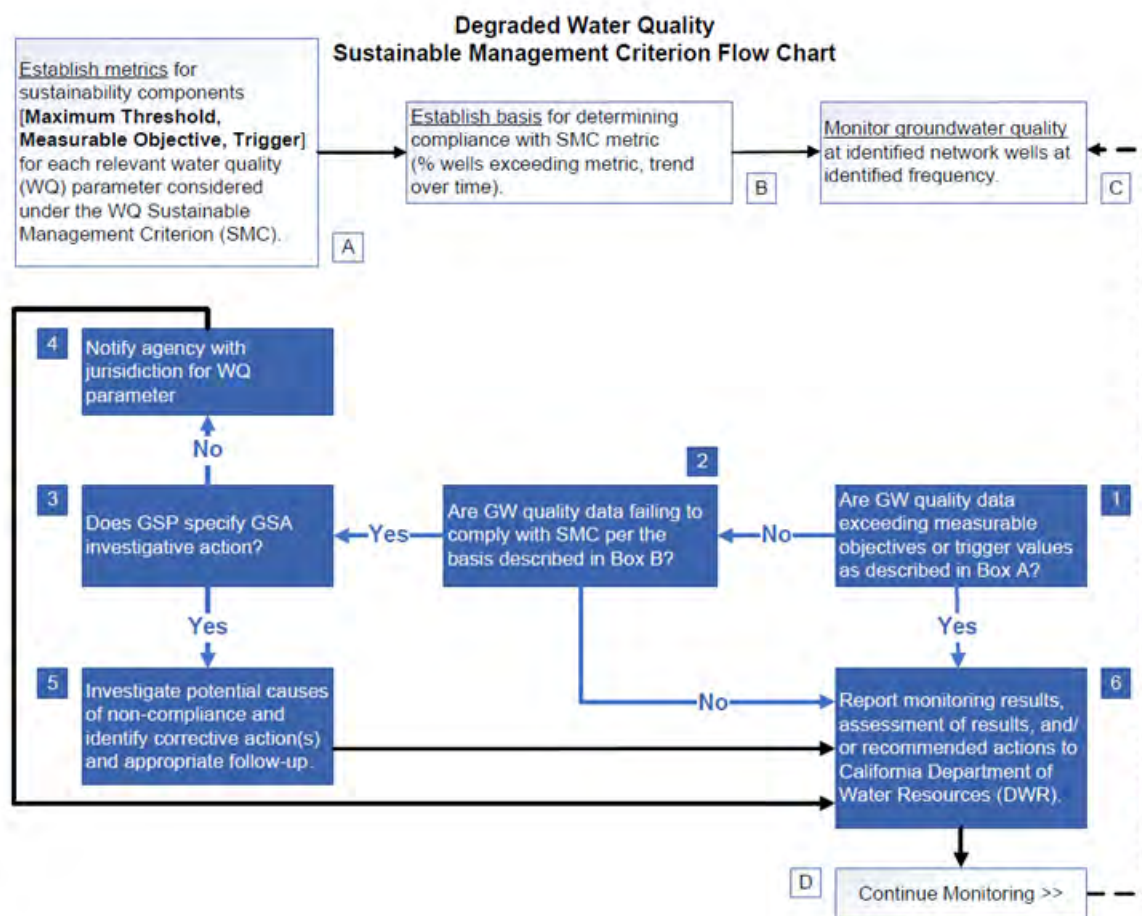 Degraded Water Quality
Sustainable Management Criterion Flow Chart
Establish metrics for
sustainability components
[Maximum Threshold,
Measurable Objective, Trigger]
for each relevant water quality
(WQ) parameter considered
under the WQ Sustainable
Management Criterion (SMC).
A
Establish basis for determining
compliance with SMC metric
(% wells exceeding metric, trend
over time).
B
Monitor groundwater quality
at identified network wells at
identified frequency.
C
4
Notify agency with
jurisidiction for WQ
parameter
No
3
Does GSP specify GSA
investigative action?
Yes
2
Are GW quality data failing to
comply with SMC per the
basis described in Box B?
No
1
Are GW quality data
exceeding measurable
objectives or trigger values
as described in Box A?
Yes
Yes
5
Investigate potential causes
of non-compliance and
identify corrective action(s)
and appropriate follow-up.
No
6
Report monitoring results,
assessment of results, and/
or recommended actions to
California Department of
Water Resources (DWR).
D
Continue Monitoring >>